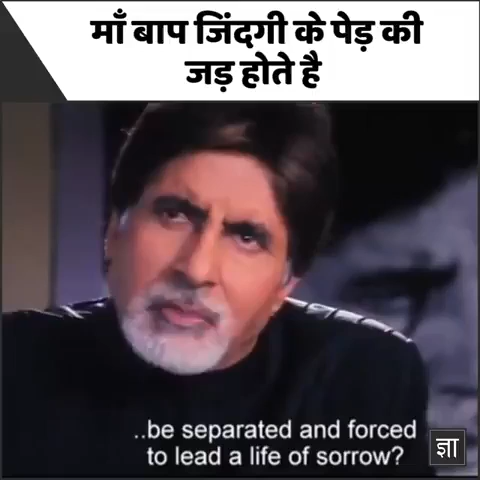 माँ बाप जिंदगी के पेड़ की
जड़ होते है
..be separated and forced
to lead a life of sorrow?
ज्ञा